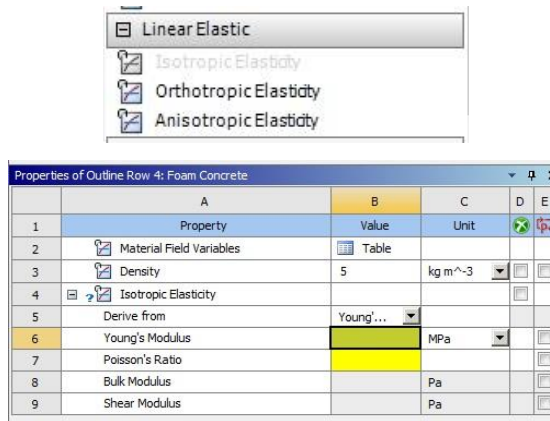 Linear Elastic
Isotropic Elasticity
Orthotropic Elasticity
Anisotropic Elasticity
Properties of Outline Row 4: Foam Concrete
A B C D E
1 Property Value Unit
2 Material Field Variables Table
3 Density 5 kg m^-3
4 Isotropic Elasticity
5 Derive from Young'...
6 Young's Modulus MPa
7 Poisson's Ratio
8 Bulk Modulus Pa
9 Shear Modulus Pa